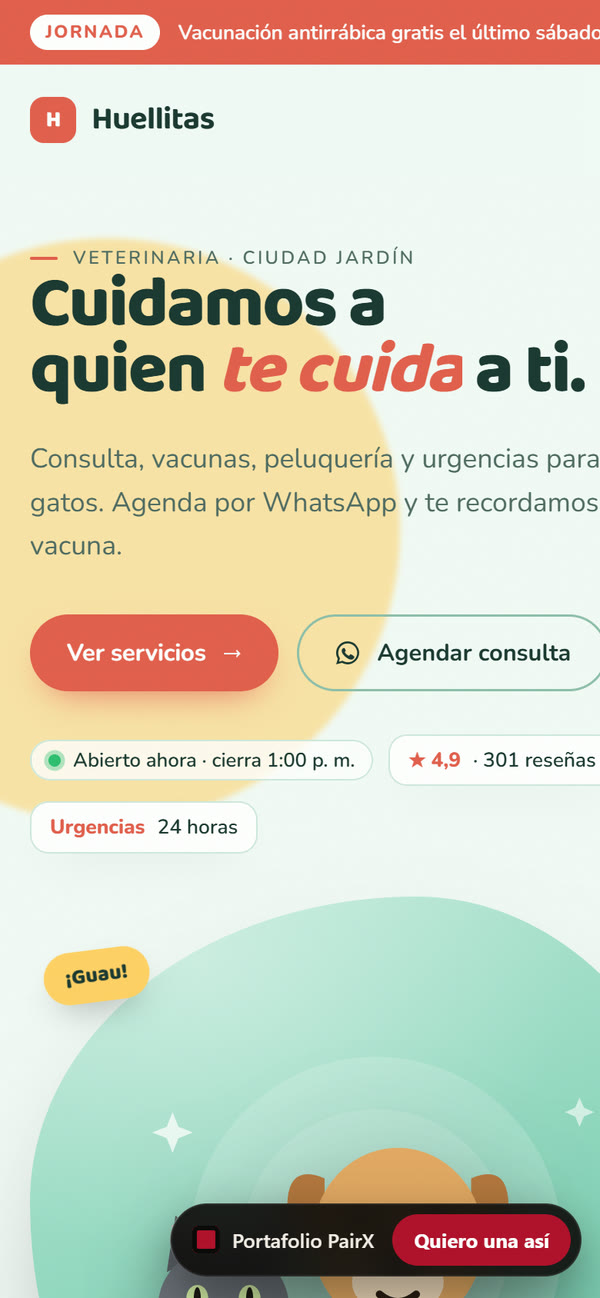 JORNADA Vacunación antirrábica gratis el último sábado
H Huellitas
VETERINARIA · CIUDAD JARDÍN
Cuidamos a
quien te cuida a ti.
Consulta, vacunas, peluquería y urgencias para
gatos. Agenda por WhatsApp y te recordamos
vacuna.
Ver servicios →
Agendar consulta
Abierto ahora · cierra 1:00 p. m.
★ 4,9 · 301 reseñas
Urgencias 24 horas
¡Guau!
Portafolio PairX
Quiero una así